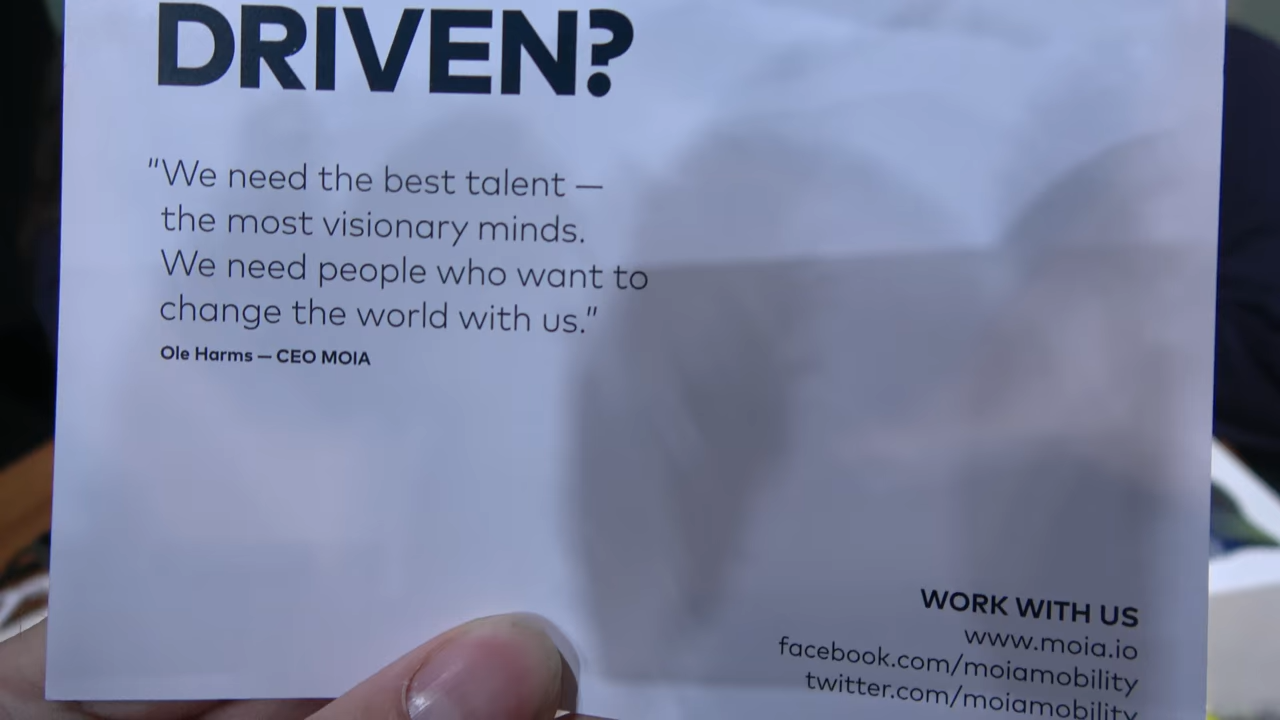 DRIVEN?
“We need the best talent —
the most visionary minds.
We need people who want to
change the world with us.”
Ole Harms — CEO MOIA
WORK WITH US
www.moia.io
facebook.com/moiamobility
twitter.com/moiamobility